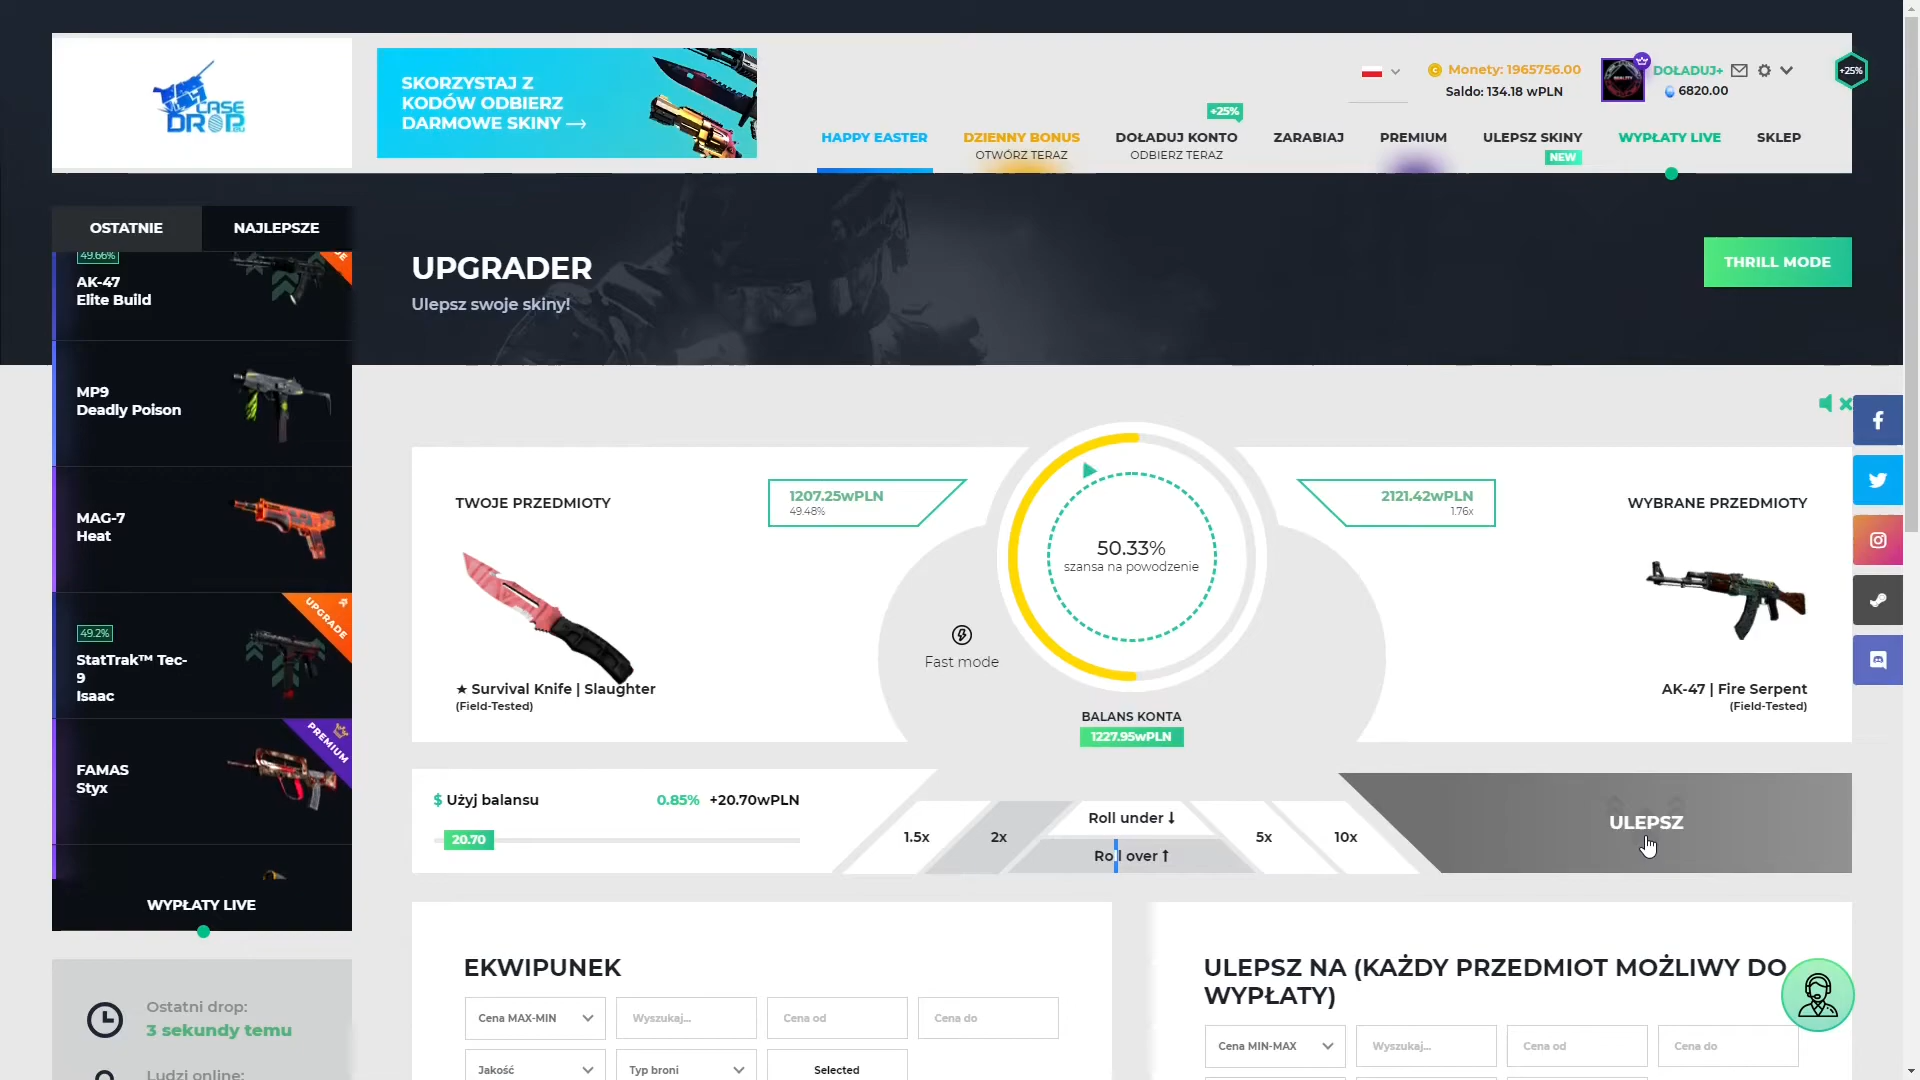 CASE
DROP
SKORZYSTAJ Z
KODÓW ODBIERZ
DARMOWE SKINY
Monety: 1965756.00
Saldo: 134.18 wPLN
DOŁADUJ+
6820.00
+25%
+25%
HAPPY EASTER
DZIENNY BONUS
OTWÓRZ TERAZ
DOŁADUJ KONTO
ODBIERZ TERAZ
ZARABIAJ
PREMIUM
ULEPSZ SKINY
NEW
WYPŁATY LIVE
SKLEP
OSTATNIE
NAJLEPSZE
49.66%
AK-47
Elite Build
MP9
Deadly Poison
MAG-7
Heat
UPGRADE
49.2%
StatTrak™ Tec-
9
Isaac
PREMIUM
FAMAS
Styx
WYPŁATY LIVE
Ostatni drop:
3 sekundy temu
Ludzi online:
UPGRADER
Ulepsz swoje skiny!
THRILL MODE
TWOJE PRZEDMIOTY
1207.25wPLN
49.48%
★ Survival Knife | Slaughter
(Field-Tested)
Fast mode
50.33%
szansa na powodzenie
BALANS KONTA
1227.95wPLN
2121.42wPLN
1.76x
WYBRANE PRZEDMIOTY
AK-47 | Fire Serpent
(Field-Tested)
$ Użyj balansu
0.85% +20.70wPLN
20.70
1.5x
2x
Roll under ↓
Roll over ↑
5x
10x
ULEPSZ
EKWIPUNEK
Cena MAX-MIN
Wyszukaj...
Cena od
Cena do
Jakość
Typ broni
Selected
ULEPSZ NA (KAŻDY PRZEDMIOT MOŻLIWY DO
WYPŁATY)
Cena MIN-MAX
Wyszukaj...
Cena od
Cena do